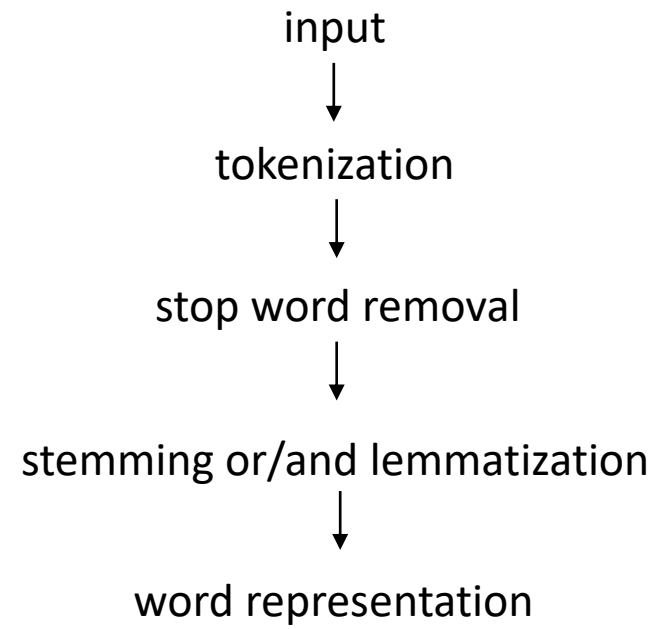 input
tokenization
stop word removal
stemming or/and lemmatization
word representation